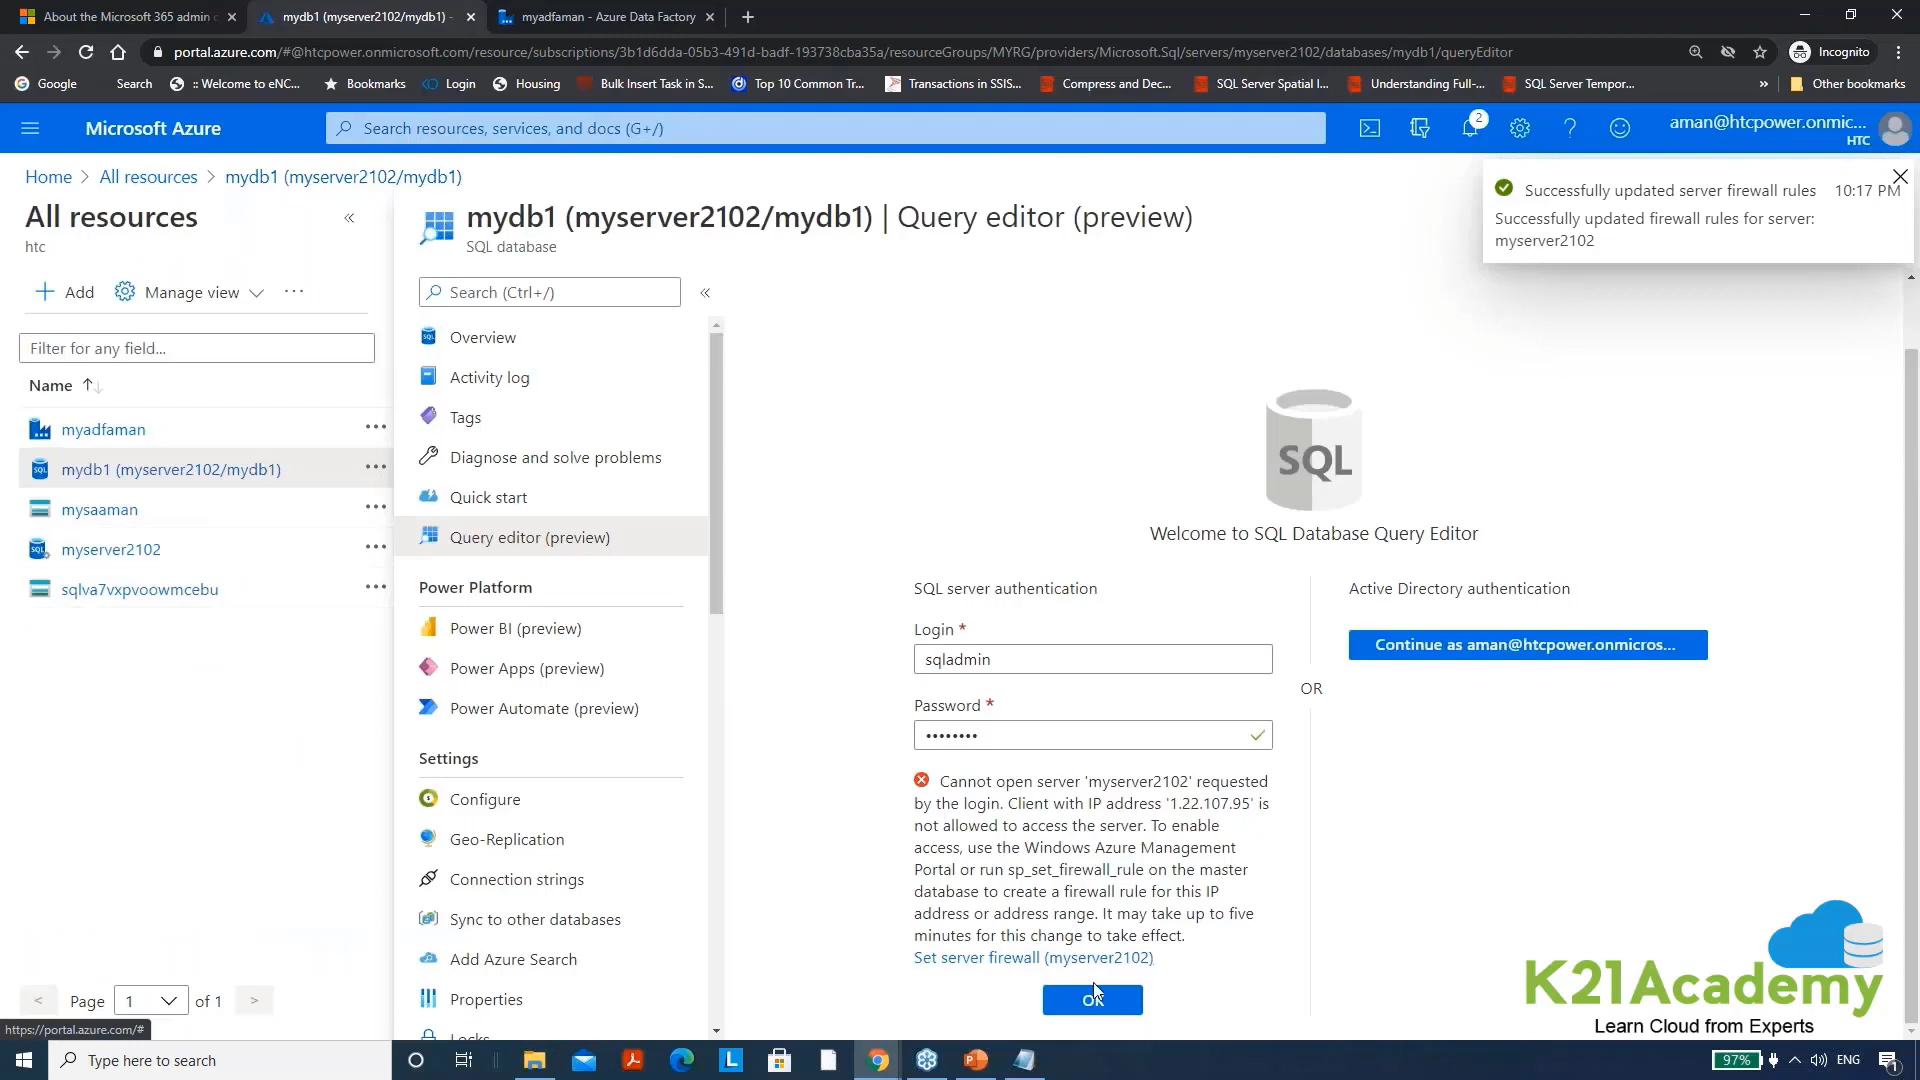 About the Microsoft 365 admin c
mydb1 (myserver2102/mydb1) -
myadfaman - Azure Data Factory
portal.azure.com/#@htcpower.onmicrosoft.com/resource/subscriptions/3b1d6dda-05b3-491d-badf-193738cba35a/resourceGroups/MYRG/providers/Microsoft.Sql/servers/myserver2102/databases/mydb1/queryEditor
Incognito
Google
Search
:: Welcome to eNC...
Bookmarks
Login
Housing
Bulk Insert Task in S...
Top 10 Common Tr...
Transactions in SSIS...
Compress and Dec...
SQL Server Spatial I...
Understanding Full-...
SQL Server Tempor...
»
Other bookmarks
Microsoft Azure
Search resources, services, and docs (G+/)
2
aman@htcpower.onmic...
HTC
Home > All resources > mydb1 (myserver2102/mydb1)
Successfully updated server firewall rules 10:17 PM
Successfully updated firewall rules for server:
myserver2102
All resources
htc
+ Add
Manage view
...
Filter for any field...
Name
myadfaman
mydb1 (myserver2102/mydb1)
mysaaman
myserver2102
sqlva7vxpvoowmcebu
< Page 1 of 1 >
https://portal.azure.com/#
mydb1 (myserver2102/mydb1) | Query editor (preview)
SQL database
Search (Ctrl+/)
Overview
Activity log
Tags
Diagnose and solve problems
Quick start
Query editor (preview)
Power Platform
Power BI (preview)
Power Apps (preview)
Power Automate (preview)
Settings
Configure
Geo-Replication
Connection strings
Sync to other databases
Add Azure Search
Properties
Locks
SQL
Welcome to SQL Database Query Editor
SQL server authentication
Login *
sqladmin
Password *
••••••••
Cannot open server 'myserver2102' requested
by the login. Client with IP address '1.22.107.95' is
not allowed to access the server. To enable
access, use the Windows Azure Management
Portal or run sp_set_firewall_rule on the master
database to create a firewall rule for this IP
address or address range. It may take up to five
minutes for this change to take effect.
Set server firewall (myserver2102)
OK
OR
Active Directory authentication
Continue as aman@htcpower.onmicros...
K21Academy
Learn Cloud from Experts
Type here to search
97%
ENG
1